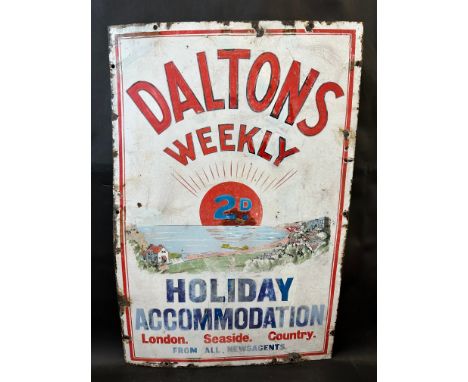 DALTONS
WEEKLY
2D
HOLIDAY
ACCOMMODATION
London. Seaside. Country.
FROM ALL NEWSAGENTS.